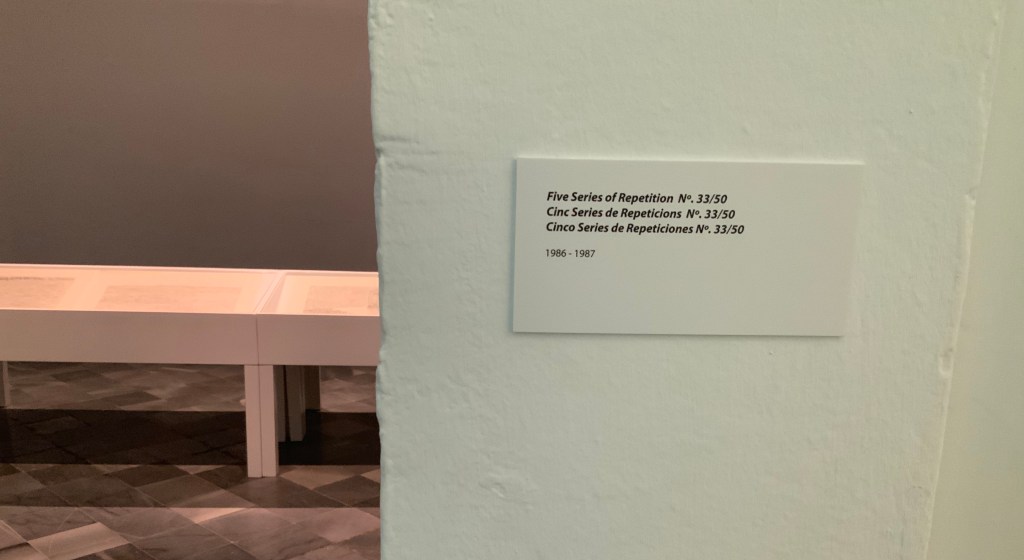 Five Series of Repetition Nº. 33/50
Cinc Series de Repeticions Nº. 33/50
Cinco Series de Repeticiones Nº. 33/50
1986 - 1987